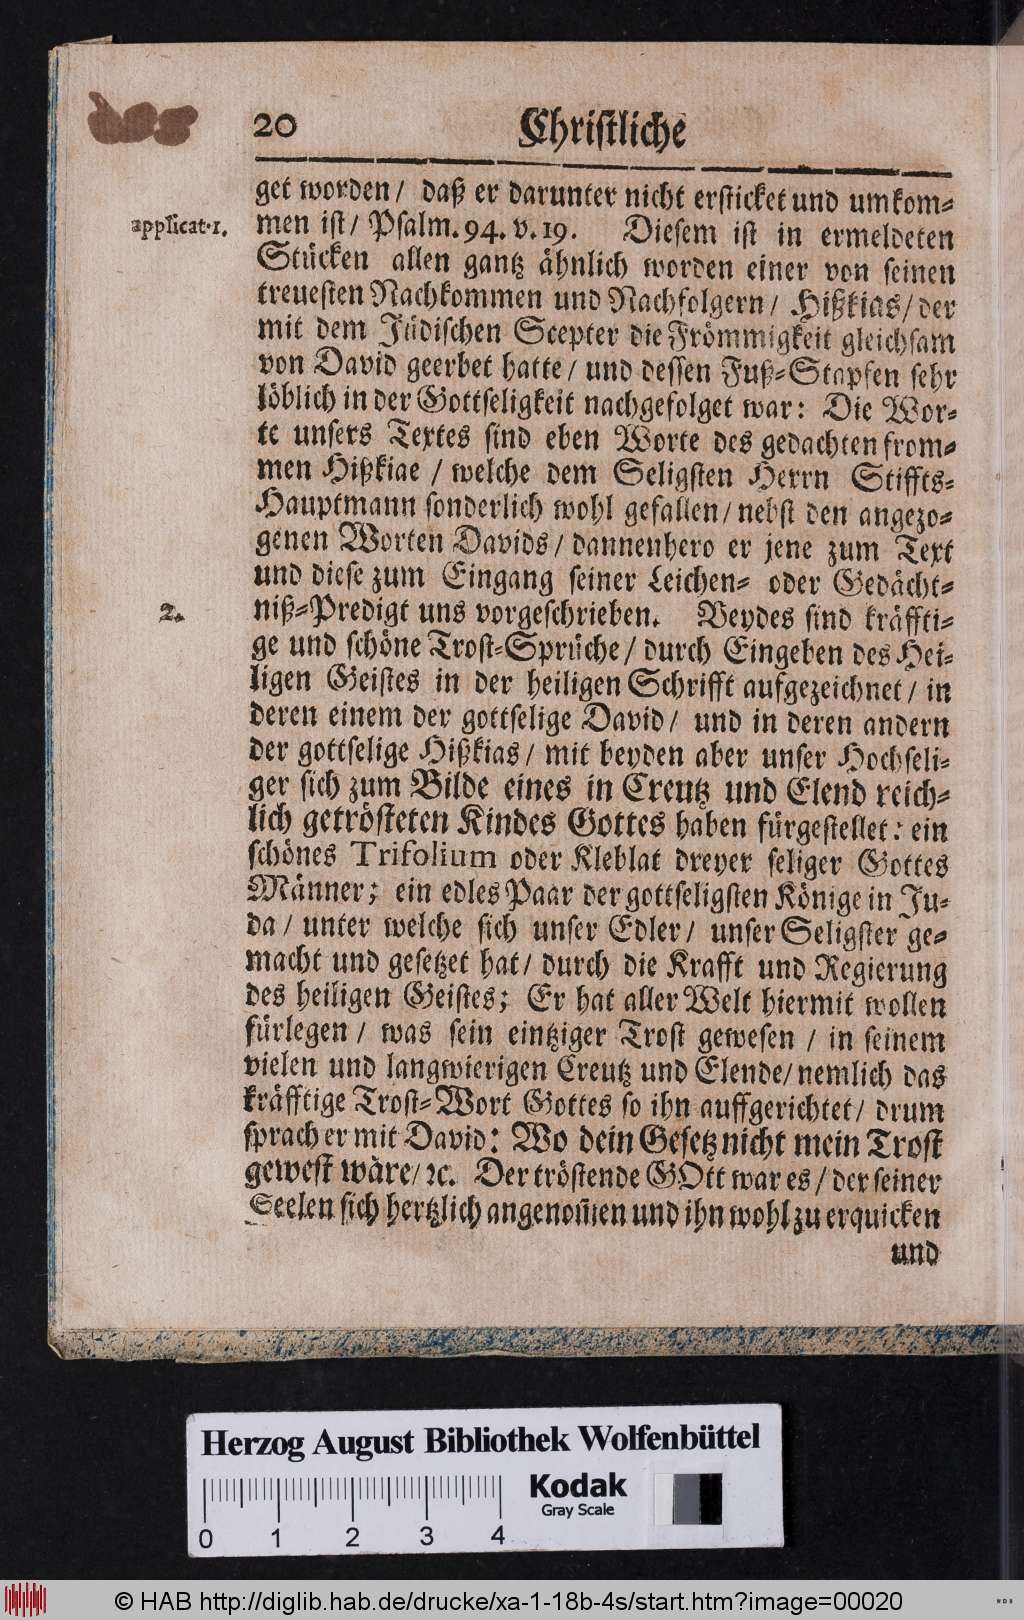 20 Christliche
get worden / daß er darunter nicht ersticket und umkom⸗
applicat. 1.
men ist / Psalm. 94. v. 19. Diesem ist in ermeldeten
Stücken allen gantz ähnlich worden einer von seinen
treuesten Nachkommen und Nachfolgern / Hißkias / der
mit dem Jüdischen Scepter die Frömmigkeit gleichsam
von David geerbet hatte / und dessen Fuß⸗Stapfen sehr
löblich in der Gottseligkeit nachgefolget war: Die Wor⸗
te unsers Textes sind eben Worte des gedachten from⸗
men Hißkiae / welche dem Seligsten Herrn Stiffts⸗
Hauptmann sonderlich wohl gefallen / nebst den angezo⸗
genen Worten Davids / dannenhero er jene zum Text
und diese zum Eingang seiner Leichen⸗ oder Gedächt⸗
2.
niß⸗Predigt uns vorgeschrieben. Beydes sind kräffti⸗
ge und schöne Trost⸗Sprüche / durch Eingeben des Hei⸗
ligen Geistes in der heiligen Schrifft aufgezeichnet / in
deren einem der gottselige David / und in deren andern
der gottselige Hißkias / mit beyden aber unser Hochseli⸗
ger sich zum Bilde eines in Creutz und Elend reich⸗
lich getrösteten Kindes Gottes haben fürgestellet: ein
schönes Trifolium oder Kleblat dreyer seliger Gottes
Männer; ein edles Paar der gottseligsten Könige in Ju⸗
da / unter welche sich unser Edler / unser Seligster ge⸗
macht und gesetzet hat / durch die Krafft und Regierung
des heiligen Geistes; Er hat aller Welt hiermit wollen
fürlegen / was sein eintziger Trost gewesen / in seinem
vielen und langwierigen Creutz und Elende / nemlich das
kräfftige Trost⸗Wort Gottes so ihn auffgerichtet / drum
sprach er mit David: Wo dein Gesetz nicht mein Trost
gewest wäre / ꝛc. Der tröstende GOtt war es / der seiner
Seelen sich hertzlich angenom̃en und ihn wohl zu erquicken
und
Herzog August Bibliothek Wolfenbüttel
Kodak
Gray Scale
0 1 2 3 4
© HAB http://diglib.hab.de/drucke/xa-1-18b-4s/start.htm?image=00020